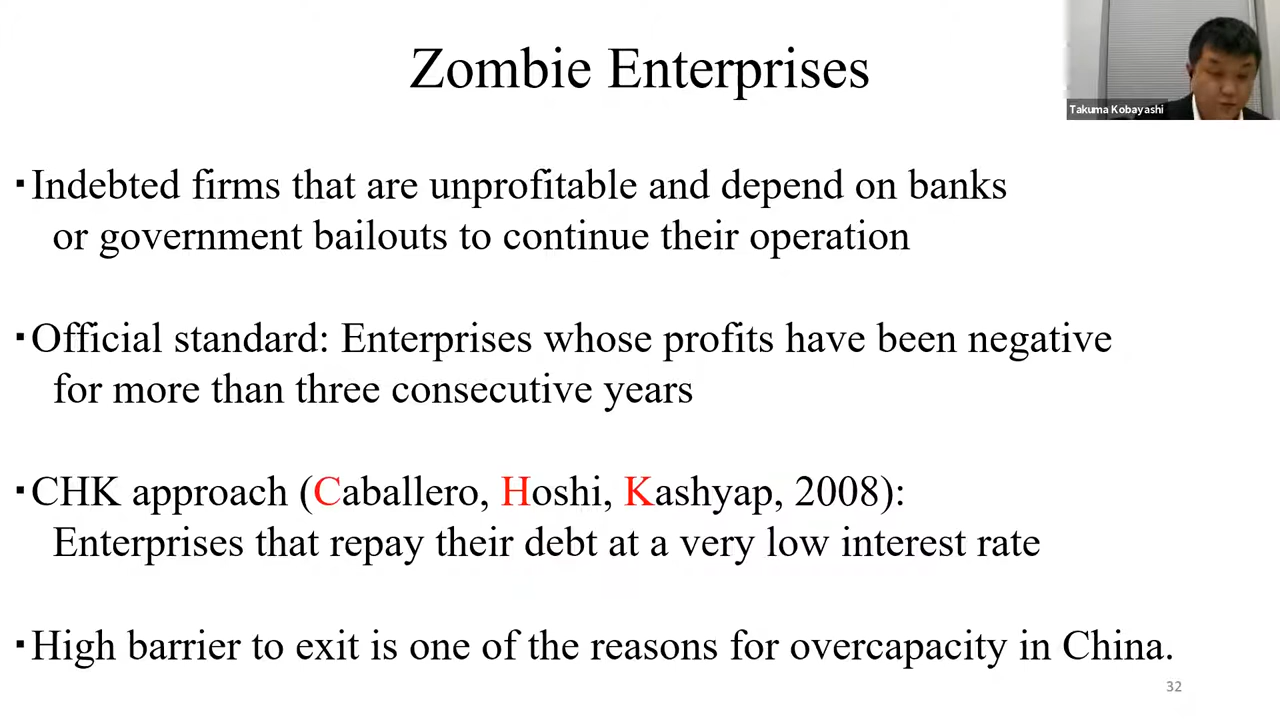 Zombie Enterprises
Takuma Kobayashi
･Indebted firms that are unprofitable and depend on banks
or government bailouts to continue their operation
･Official standard: Enterprises whose profits have been negative
for more than three consecutive years
･CHK approach (Caballero, Hoshi, Kashyap, 2008):
Enterprises that repay their debt at a very low interest rate
･High barrier to exit is one of the reasons for overcapacity in China.
32